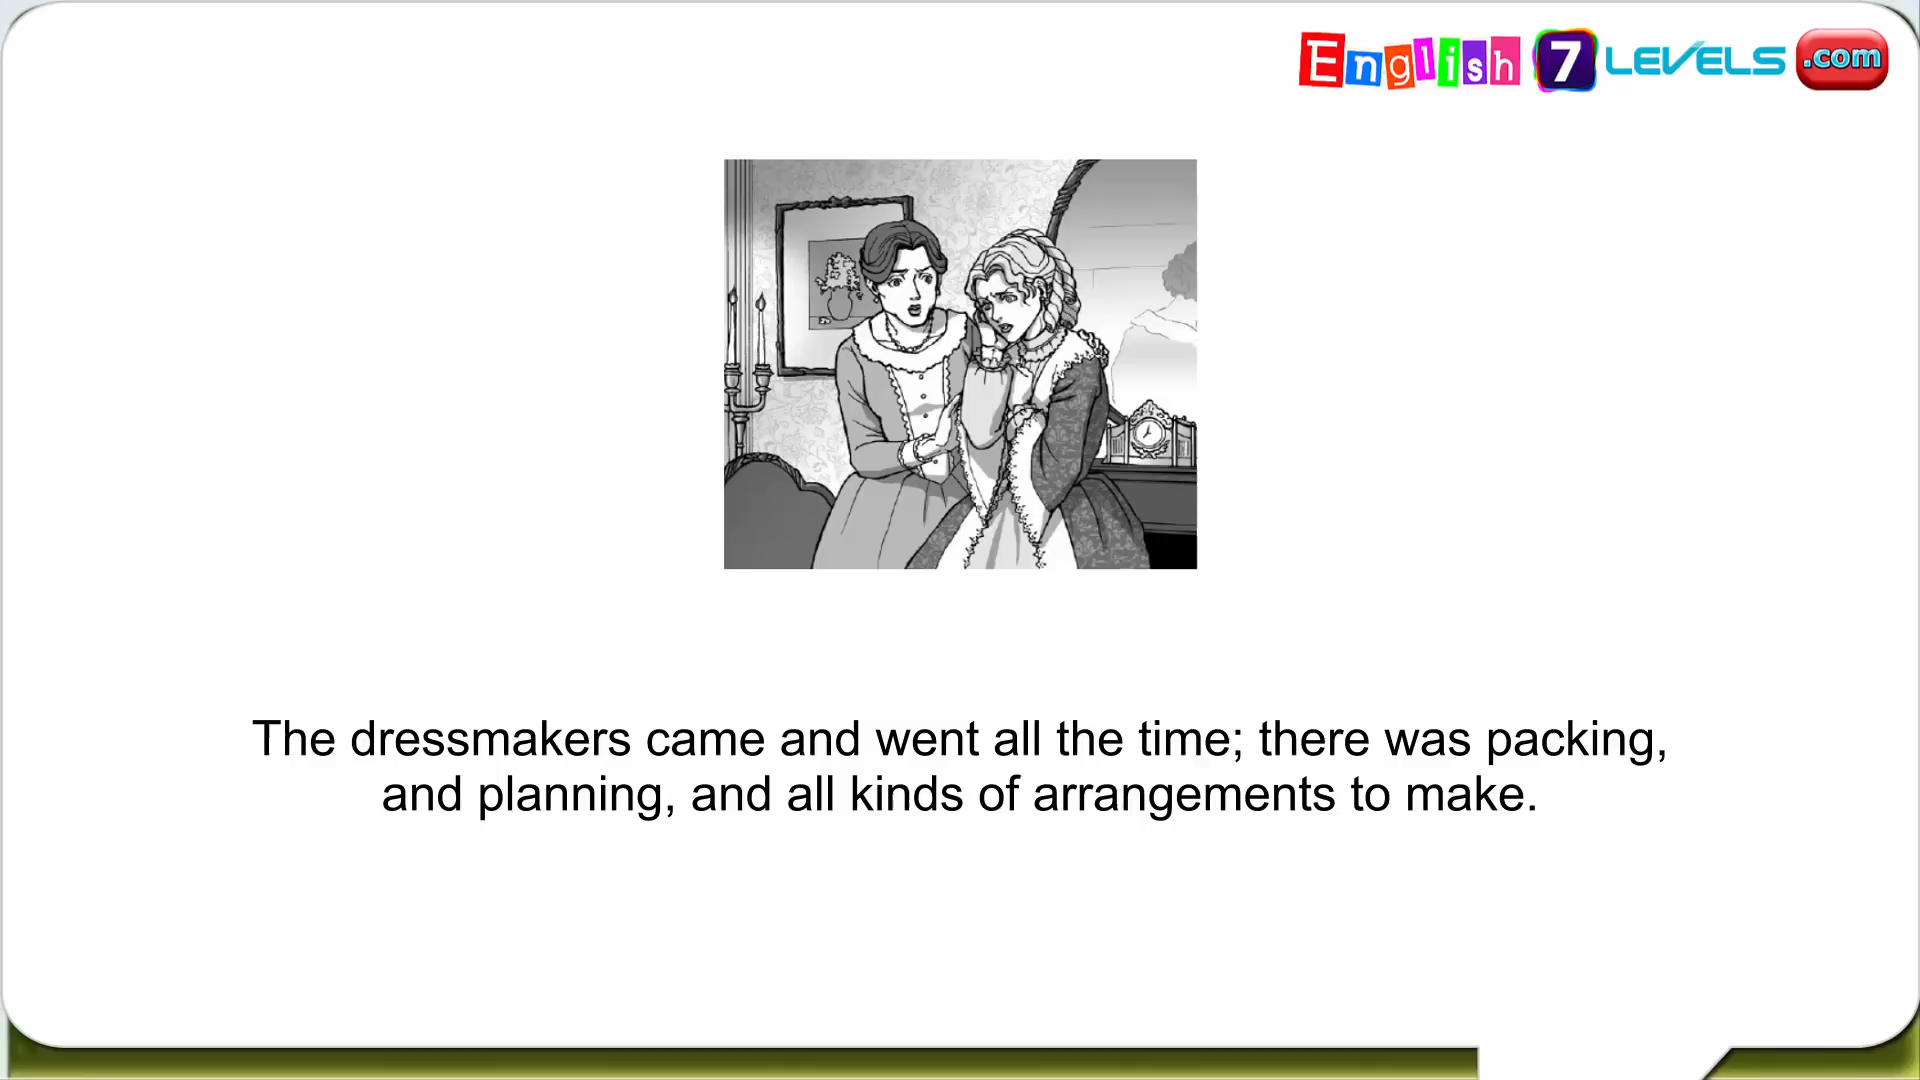 English 7 LEVELS .com
The dressmakers came and went all the time; there was packing,
and planning, and all kinds of arrangements to make.